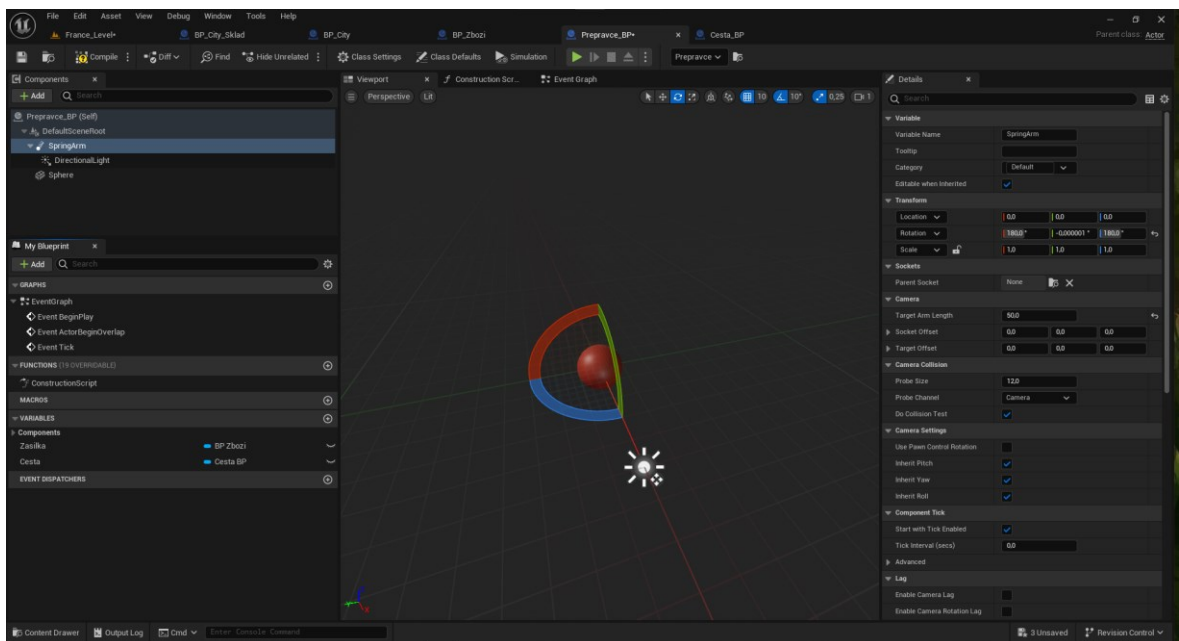 File Edit Asset View Debug Window Tools Help
France_Level• BP_City_Sklad BP_City BP_Zbozi Prepravce_BP• × Cesta_BP Parent class: Actor
Compile Diff Find Hide Unrelated Class Settings Class Defaults Simulation Prepravce
Components ×
+ Add Search
Prepravce_BP (Self)
DefaultSceneRoot
SpringArm
DirectionalLight
Sphere
My Blueprint ×
+ Add Search
GRAPHS
EventGraph
Event BeginPlay
Event ActorBeginOverlap
Event Tick
FUNCTIONS (19 OVERRIDABLE)
ConstructionScript
MACROS
VARIABLES
Components
Zasilka BP Zbozi
Cesta Cesta BP
EVENT DISPATCHERS
Viewport × Construction Scr... Event Graph
Perspective Lit 10 10° 0,25 1
Details ×
Search
Variable
Variable Name SpringArm
Tooltip
Category Default
Editable when Inherited
Transform
Location 0,0 0,0 0,0
Rotation 180,0 ° -0,000001 ° 180,0 °
Scale 1,0 1,0 1,0
Sockets
Parent Socket None
Camera
Target Arm Length 50,0
Socket Offset 0,0 0,0 0,0
Target Offset 0,0 0,0 0,0
Camera Collision
Probe Size 12,0
Probe Channel Camera
Do Collision Test
Camera Settings
Use Pawn Control Rotation
Inherit Pitch
Inherit Yaw
Inherit Roll
Component Tick
Start with Tick Enabled
Tick Interval (secs) 0,0
Advanced
Lag
Enable Camera Lag
Enable Camera Rotation Lag
Content Drawer Output Log Cmd Enter Console Command 3 Unsaved Revision Control